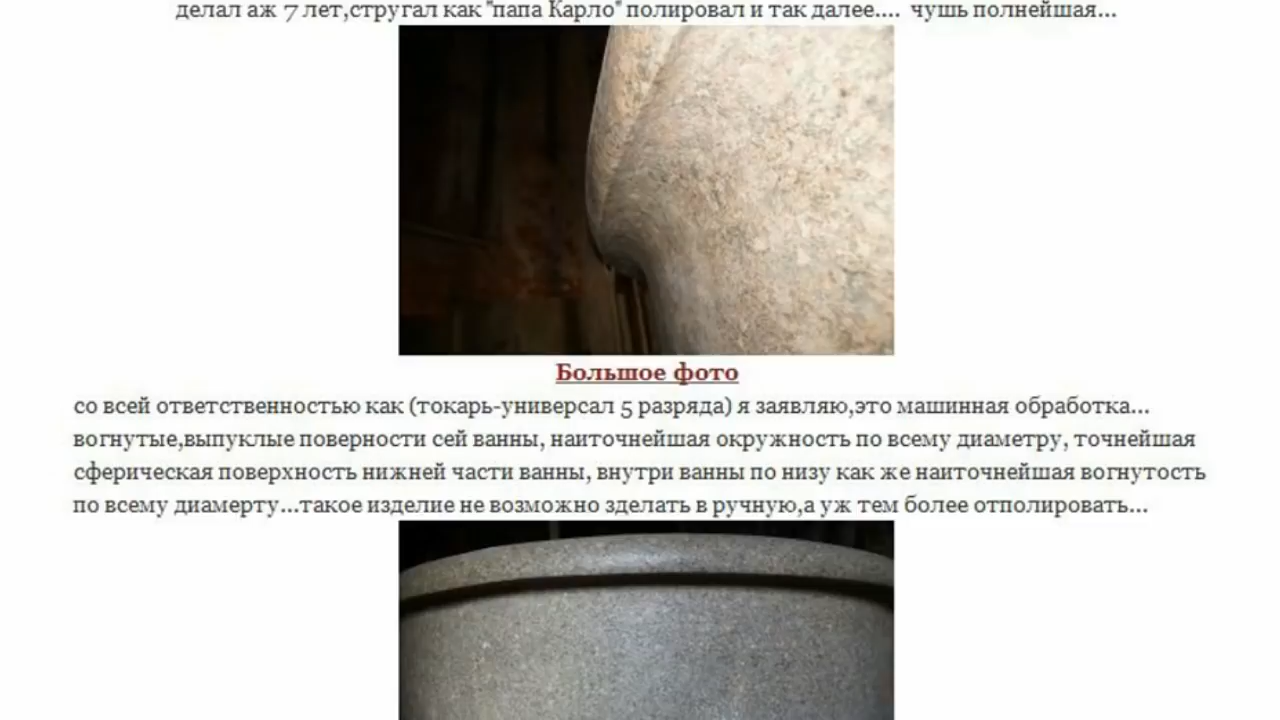 делал аж 7 лет,стругал как "папа Карло" полировал и так далее.... чушь полнейшая...
Большое фото
со всей ответственностью как (токарь-универсал 5 разряда) я заявляю,это машинная обработка...
вогнутые,выпуклые поверности сей ванны, наиточнейшая окружность по всему диаметру, точнейшая
сферическая поверхность нижней части ванны, внутри ванны по низу как же наиточнейшая вогнутость
по всему диамерту...такое изделие не возможно зделать в ручную,а уж тем более отполировать...